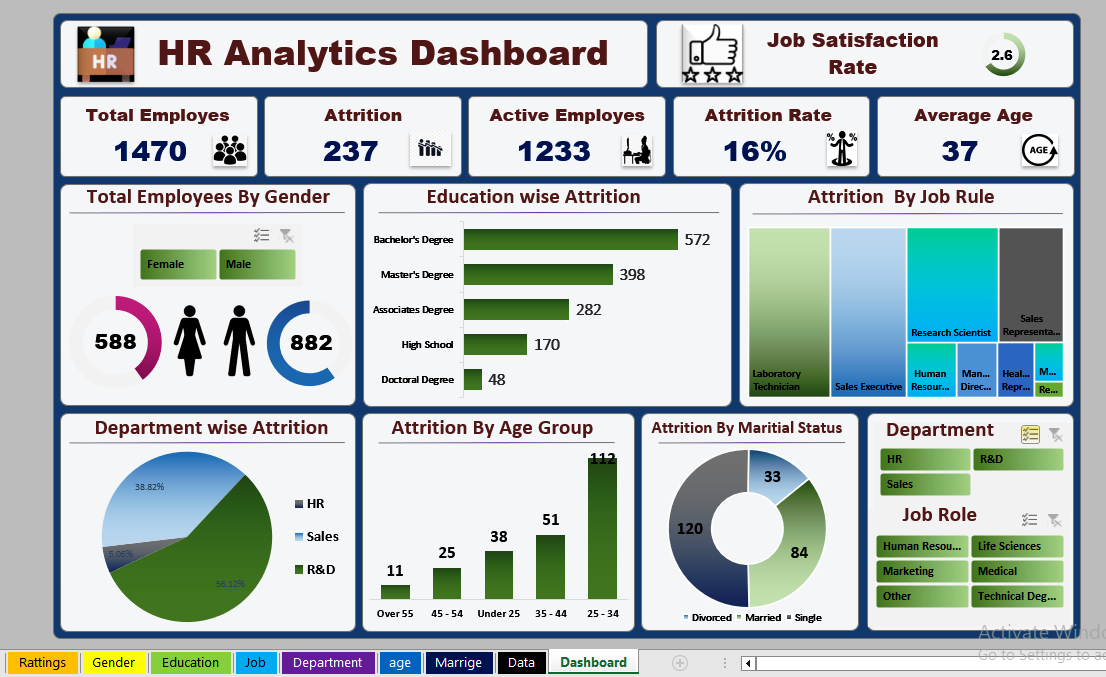 HR
HR Analytics Dashboard
Job Satisfaction
Rate
2.6
Total Employes
1470
Attrition
237
Active Employes
1233
Attrition Rate
16%
Average Age
37
AGE
Total Employees By Gender
Female
Male
588
882
Education wise Attrition
Bachelor's Degree
572
Master's Degree
398
Associates Degree
282
High School
170
Doctoral Degree
48
Attrition By Job Rule
Laboratory
Technician
Sales Executive
Research Scientist
Sales
Representa...
Human
Resour...
Man...
Direc...
Heal...
Repr...
M...
Re...
Department wise Attrition
38.82%
5.06%
56.12%
HR
Sales
R&D
Attrition By Age Group
11
25
38
51
112
Over 55
45 - 54
Under 25
35 - 44
25 - 34
Attrition By Maritial Status
33
120
84
Divorced
Married
Single
Department
HR
R&D
Sales
Job Role
Human Resou...
Life Sciences
Marketing
Medical
Other
Technical Deg...
Activate Windo
Go to Settings to ac
Rattings
Gender
Education
Job
Department
age
Marrige
Data
Dashboard